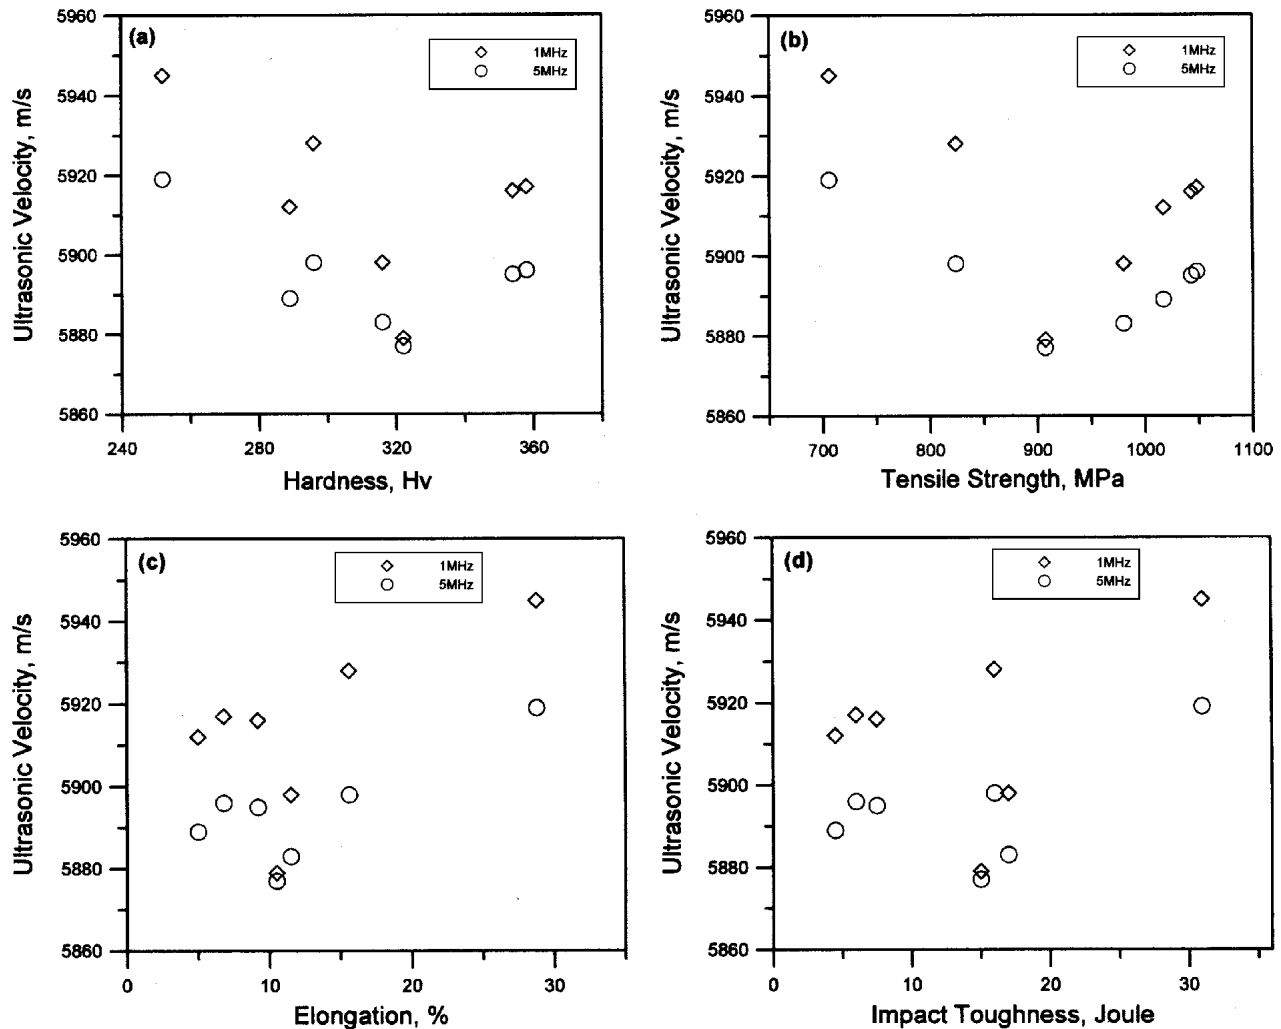 (a)
1MHz
5MHz
Ultrasonic Velocity, m/s
5960
5940
5920
5900
5880
5860
240
280
320
360
Hardness, Hv
(b)
1MHz
5MHz
Ultrasonic Velocity, m/s
5960
5940
5920
5900
5880
5860
700
800
900
1000
1100
Tensile Strength, MPa
(c)
1MHz
5MHz
Ultrasonic Velocity, m/s
5960
5940
5920
5900
5880
5860
0
10
20
30
Elongation, %
(d)
1MHz
5MHz
Ultrasonic Velocity, m/s
5960
5940
5920
5900
5880
5860
0
10
20
30
Impact Toughness, Joule